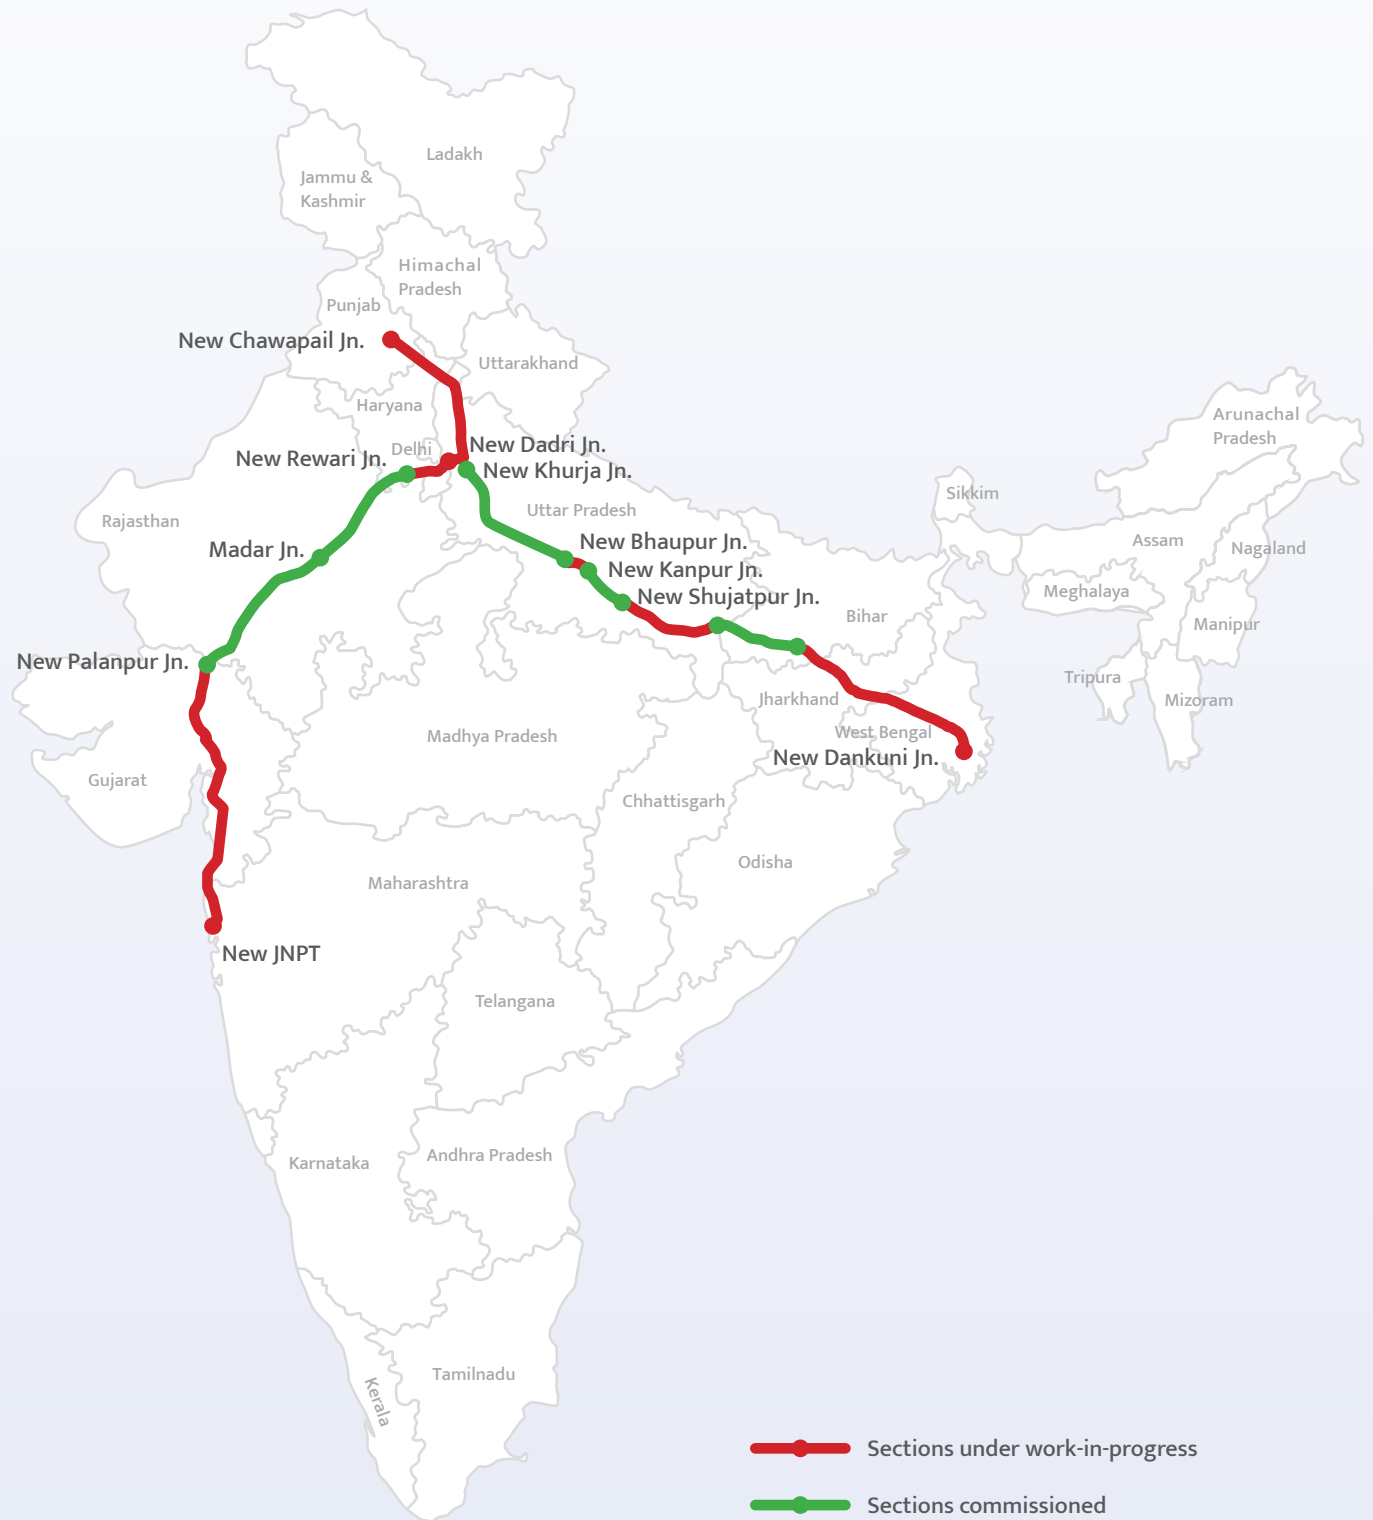 Ladakh
Jammu &
Kashmir
Himachal
Pradesh
Punjab
New Chawapail Jn.
Uttarakhand
Haryana
Arunachal
Pradesh
Delhi
New Dadri Jn.
New Rewari Jn.
New Khurja Jn.
Sikkim
Rajasthan
Uttar Pradesh
Assam
Nagaland
Madar Jn.
New Bhaupur Jn.
New Kanpur Jn.
New Shujatpur Jn.
Meghalaya
Bihar
Manipur
New Palanpur Jn.
Tripura
Mizoram
Jharkhand
West Bengal
Madhya Pradesh
New Dankuni Jn.
Gujarat
Chhattisgarh
Odisha
Maharashtra
New JNPT
Telangana
Andhra Pradesh
Karnataka
Tamilnadu
Kerala
Sections under work-in-progress
Sections commissioned